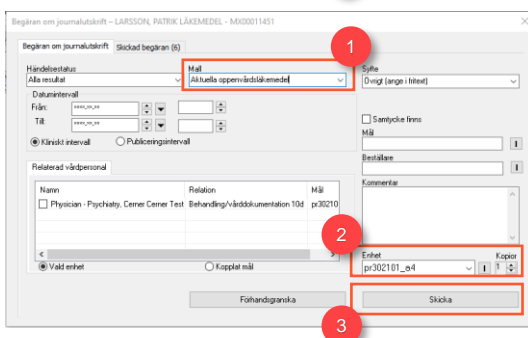 Begäran om journalutskrift – LARSSON, PATRIK LÄKEMEDEL - MX00011451
Begäran om journalutskrift Skickad begäran (6)
1
Händelsestatus Mall Syfte
Alla resultat Aktuella öppenvårdsläkemedel Övrigt (ange i fritext)
Datumintervall
Från: ****-**-**
Till: ****-**-**
Samtycke finns
Mål
Kliniskt intervall Publiceringsintervall
Beställare
Relaterad vårdpersonal
Kommentar
Namn Relation Mål
Physician - Psychiatry, Cerner Cerner Test Behandling/vårddokumentation 10d pr30210
2
Enhet Kopior
Vald enhet Kopplat mål
pr302101_a4 1
Förhandsgranska Skicka
3